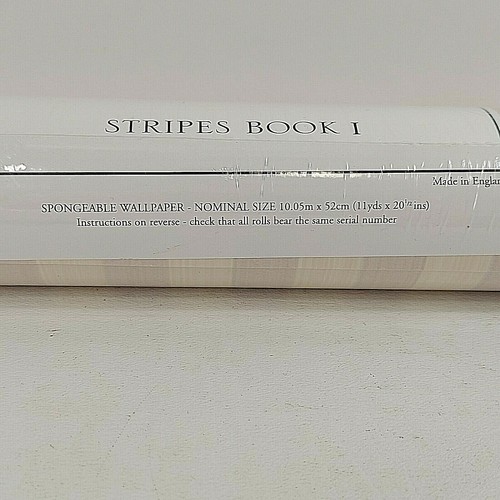 STRIPES BOOK I
Made in England
SPONGEABLE WALLPAPER - NOMINAL SIZE 10.05m x 52cm (11yds x 20½ins)
Instructions on reverse - check that all rolls bear the same serial number